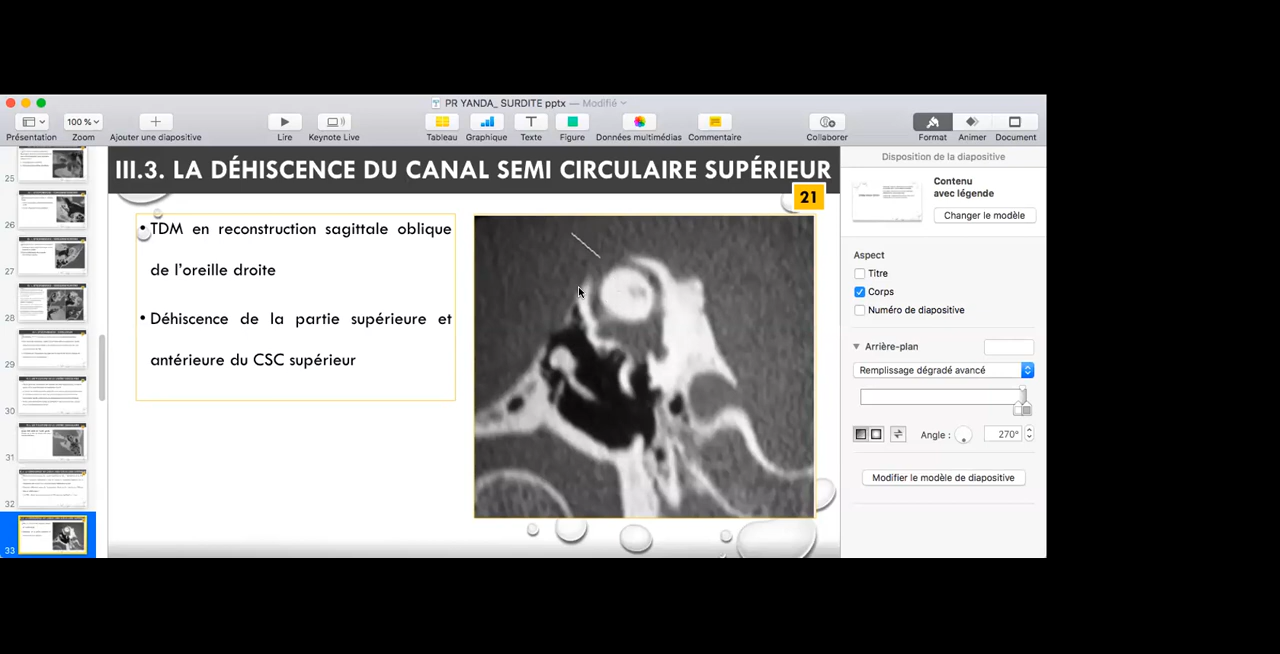 PR YANDA_ SURDITE pptx — Modifié
100 %
Présentation Zoom Ajouter une diapositive Lire Keynote Live Tableau Graphique Texte Figure Données multimédias Commentaire Collaborer Format Animer Document
III.3. LA DÉHISCENCE DU CANAL SEMI CIRCULAIRE SUPÉRIEUR
21
• TDM en reconstruction sagittale oblique
de l'oreille droite
• Déhiscence de la partie supérieure et
antérieure du CSC supérieur
25
26
27
28
29
30
31
32
33
Disposition de la diapositive
Contenu
avec légende
Changer le modèle
Aspect
Titre
Corps
Numéro de diapositive
Arrière-plan
Remplissage dégradé avancé
Angle : 270°
Modifier le modèle de diapositive